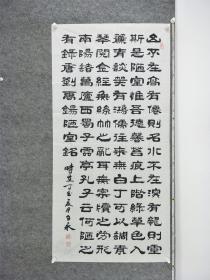 山不在高有僊則名水不在深有龍則靈
斯是陋室惟吾德馨苔痕上階綠草色入
簾青談笑有鴻儒往來無白丁可以調素
琴閱金經無絲竹之亂耳無案牘之勞形
南陽諸葛廬西蜀子雲亭孔子云何陋之
有錄唐劉禹錫陋室銘
時在丁